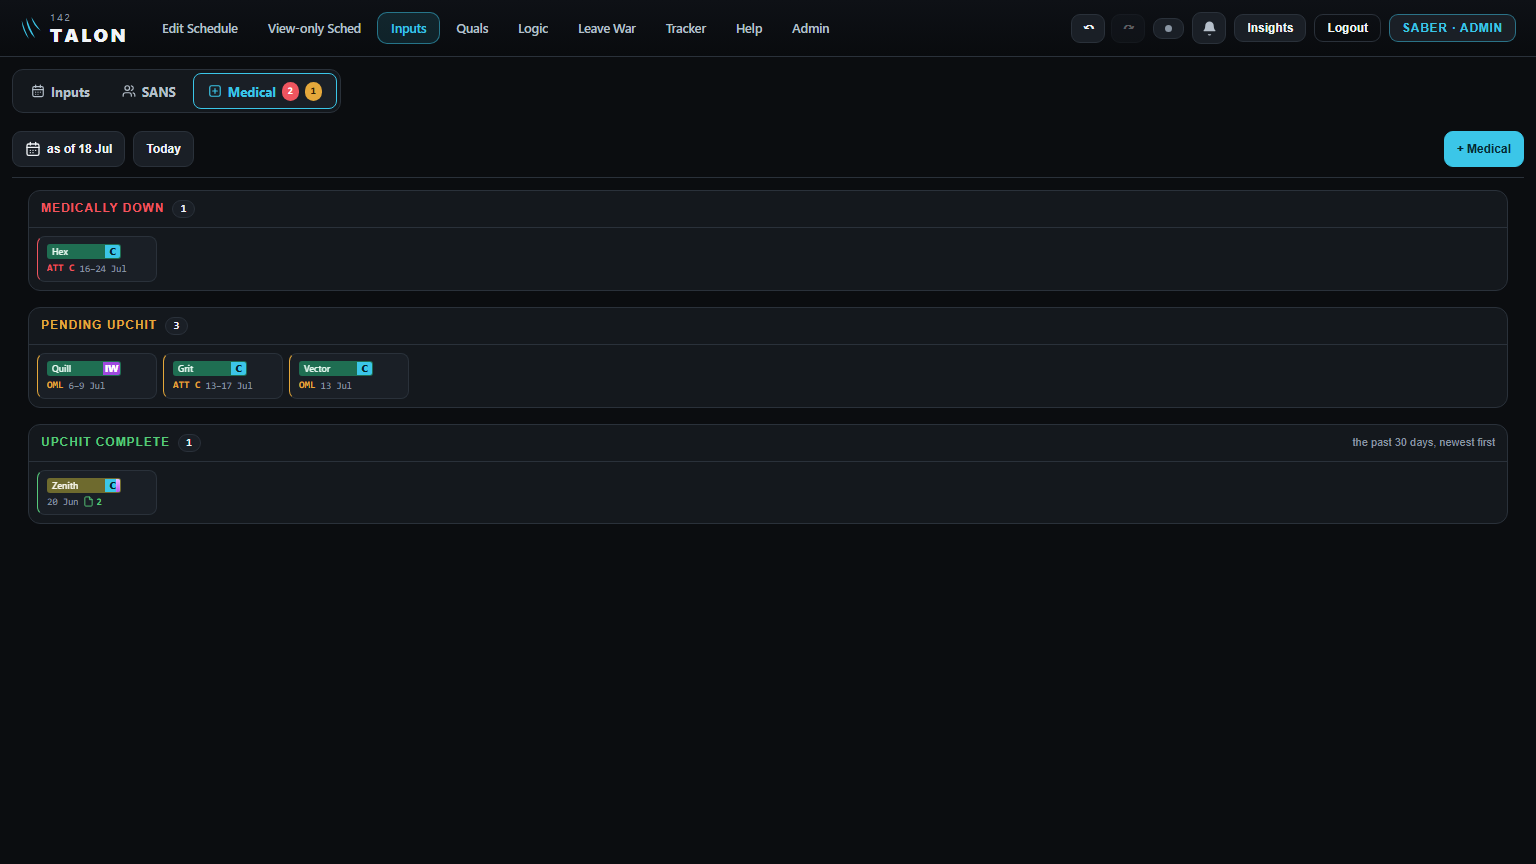 142
TALON
Edit Schedule
View-only Sched
Inputs
Quals
Logic
Leave War
Tracker
Help
Admin
Insights
Logout
SABER · ADMIN
Inputs
SANS
Medical 2 1
as of 18 Jul
Today
+ Medical
MEDICALLY DOWN 1
Hex C
ATT C 16–24 Jul
PENDING UPCHIT 3
Quill IW
OML 6–9 Jul
Grit C
ATT C 13–17 Jul
Vector C
OML 13 Jul
UPCHIT COMPLETE 1
the past 30 days, newest first
Zenith C
20 Jun 2